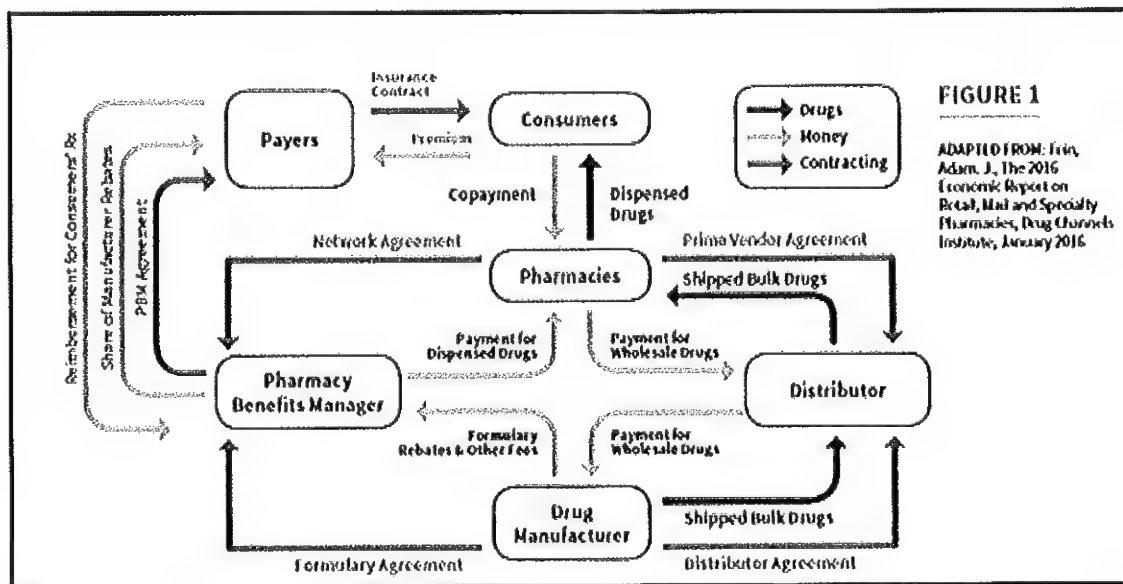 Insurance
Contract
Payers
Consumers
Premium
Copayment
Dispensed
Drugs
Drugs
Money
Contracting
FIGURE 1
ADAPTED FROM: Fein,
Adam. J., The 2016
Economic Report on
Retail, Mail and Specialty
Pharmacies, Drug Channels
Institute, January 2016
Reimbursement for Consumers' Rx
Share of Manufacturer Rebates
PBM Agreement
Network Agreement
Prime Vendor Agreement
Pharmacies
Shipped Bulk Drugs
Payment for
Dispensed Drugs
Payment for
Wholesale Drugs
Pharmacy
Benefits Manager
Distributor
Formulary
Rebates & Other Fees
Payment for
Wholesale Drugs
Drug
Manufacturer
Shipped Bulk Drugs
Formulary Agreement
Distributor Agreement